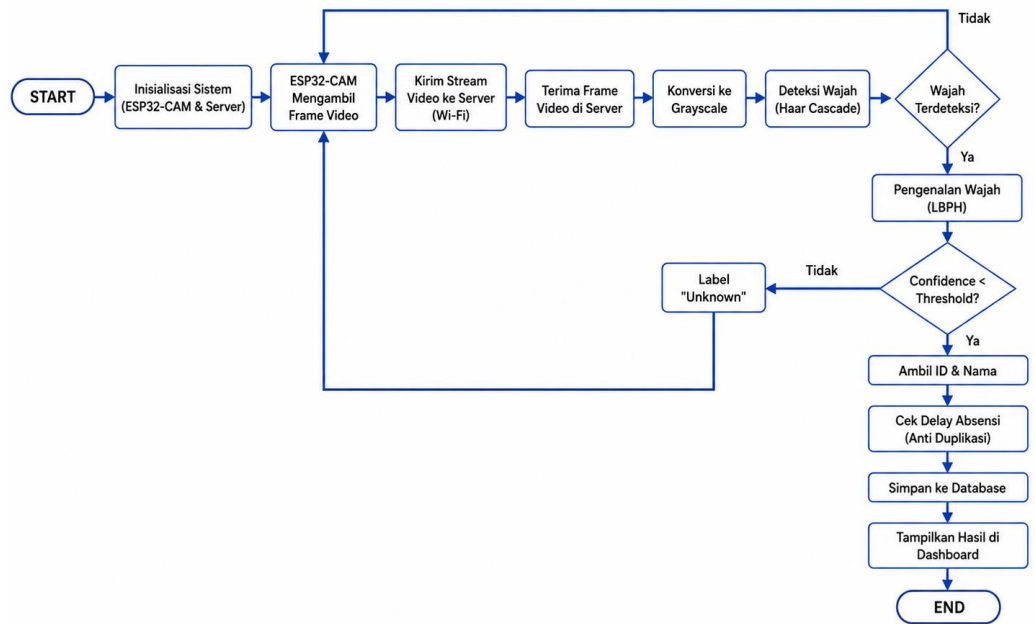 Tidak
START
Inisialisasi Sistem
(ESP32-CAM & Server)
ESP32-CAM
Mengambil
Frame Video
Kirim Stream
Video ke Server
(Wi-Fi)
Terima Frame
Video di Server
Konversi ke
Grayscale
Deteksi Wajah
(Haar Cascade)
Wajah
Terdeteksi?
Ya
Pengenalan Wajah
(LBPH)
Confidence <
Threshold?
Tidak
Label
"Unknown"
Ya
Ambil ID & Nama
Cek Delay Absensi
(Anti Duplikasi)
Simpan ke Database
Tampilkan Hasil di
Dashboard
END